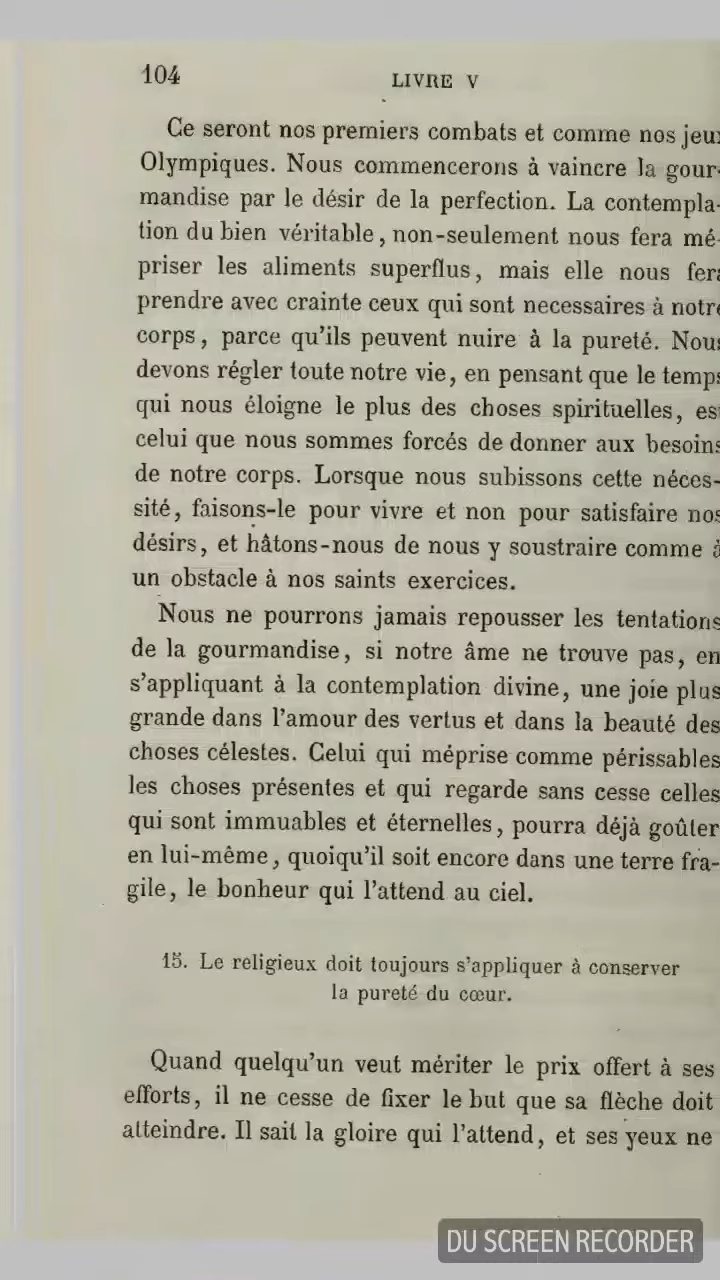 104
LIVRE V
Ce seront nos premiers combats et comme nos jeux
Olympiques. Nous commencerons à vaincre la gour-
mandise par le désir de la perfection. La contempla-
tion du bien véritable, non-seulement nous fera mé-
priser les aliments superflus, mais elle nous fera
prendre avec crainte ceux qui sont necessaires à notre
corps, parce qu'ils peuvent nuire à la pureté. Nous
devons régler toute notre vie, en pensant que le temps
qui nous éloigne le plus des choses spirituelles, est
celui que nous sommes forcés de donner aux besoins
de notre corps. Lorsque nous subissons cette néces-
sité, faisons-le pour vivre et non pour satisfaire nos
désirs, et hâtons-nous de nous y soustraire comme à
un obstacle à nos saints exercices.
Nous ne pourrons jamais repousser les tentations
de la gourmandise, si notre âme ne trouve pas, en
s'appliquant à la contemplation divine, une joie plus
grande dans l'amour des vertus et dans la beauté des
choses célestes. Celui qui méprise comme périssables
les choses présentes et qui regarde sans cesse celles
qui sont immuables et éternelles, pourra déjà goûter
en lui-même, quoiqu'il soit encore dans une terre fra-
gile, le bonheur qui l'attend au ciel.
15. Le religieux doit toujours s'appliquer à conserver
la pureté du cœur.
Quand quelqu'un veut mériter le prix offert à ses
efforts, il ne cesse de fixer le but que sa flèche doit
atteindre. Il sait la gloire qui l'attend, et ses yeux ne
DU SCREEN RECORDER